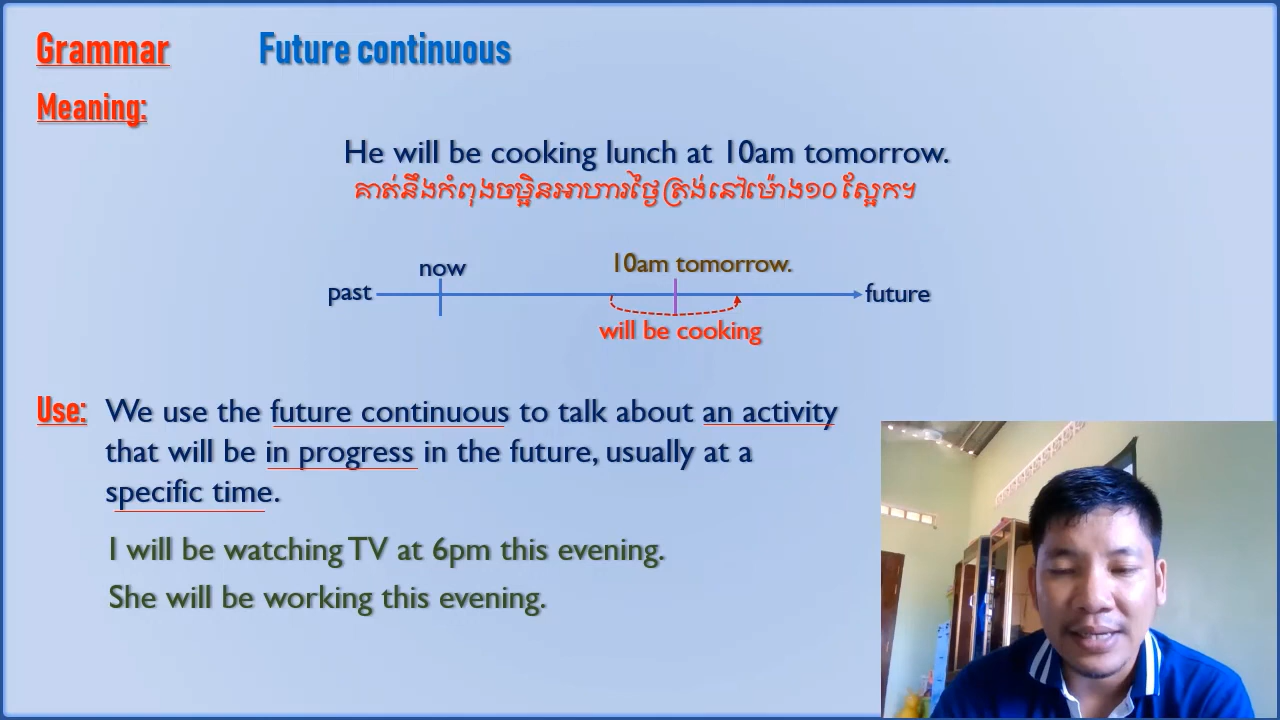 Grammar Future continuous
Meaning:
He will be cooking lunch at 10am tomorrow.
គាត់នឹងកំពុងចម្អិនអាហារថ្ងៃត្រង់នៅម៉ោង១០ ស្អែក។
now 10am tomorrow.
past future
will be cooking
Use: We use the future continuous to talk about an activity
that will be in progress in the future, usually at a
specific time.
I will be watching TV at 6pm this evening.
She will be working this evening.